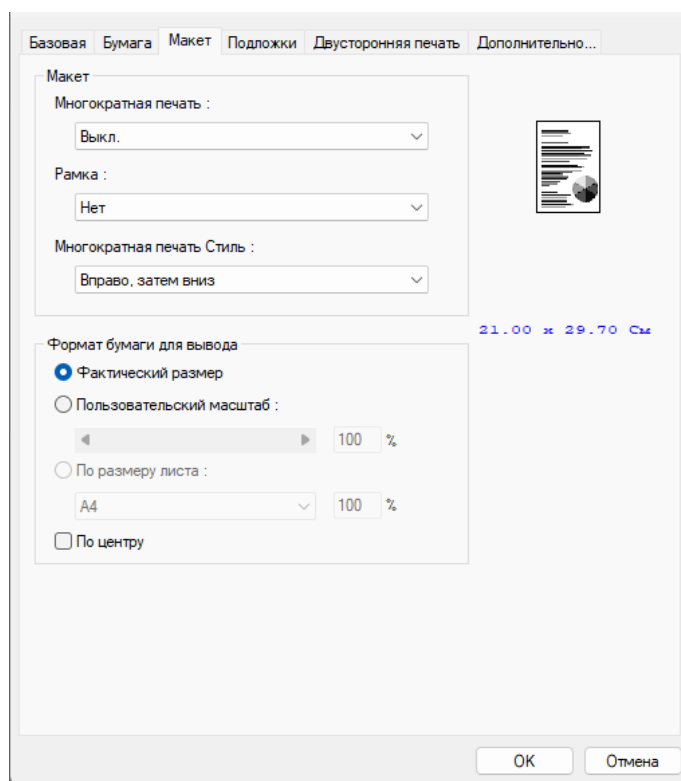 Базовая Бумага Макет Подложки Двусторонняя печать Дополнительно...
Макет
Многократная печать :
Выкл.
Рамка :
Нет
Многократная печать Стиль :
Вправо, затем вниз
21.00 x 29.70 См
Формат бумаги для вывода
Фактический размер
Пользовательский масштаб :
100 %
По размеру листа :
A4 100 %
По центру
OK Отмена